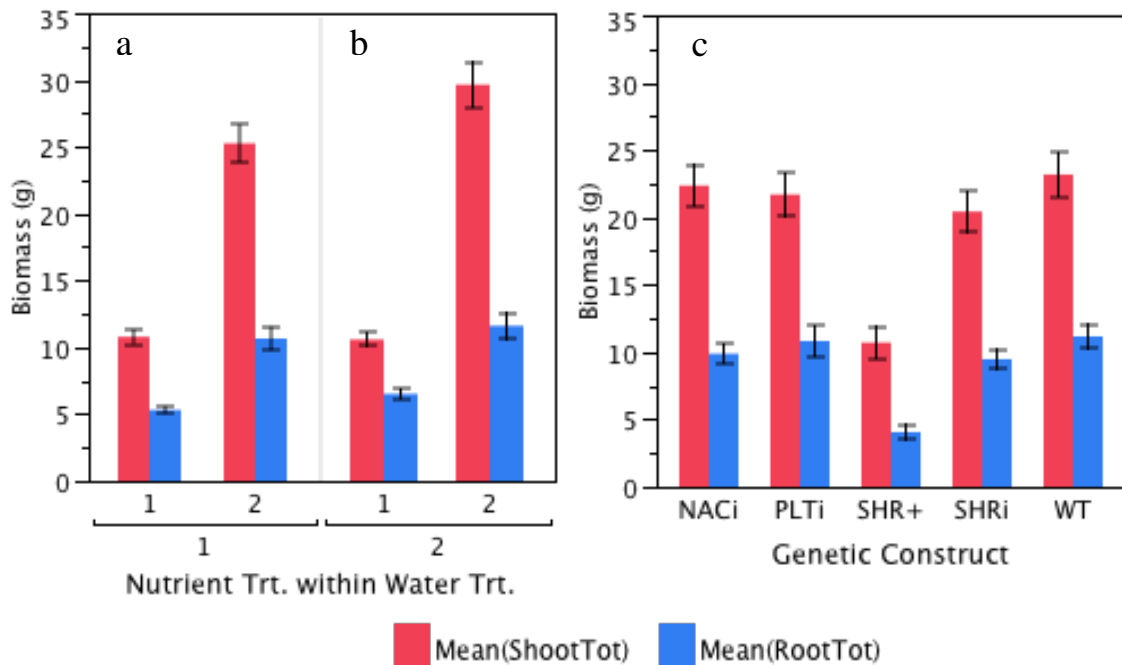 a
b
c
35
30
25
20
15
10
5
0
Biomass (g)
1 2 1 2
1 2
Nutrient Trt. within Water Trt.
35
30
25
20
15
10
5
0
Biomass (g)
NACi PLTi SHR+ SHRi WT
Genetic Construct
Mean(ShootTot) Mean(RootTot)